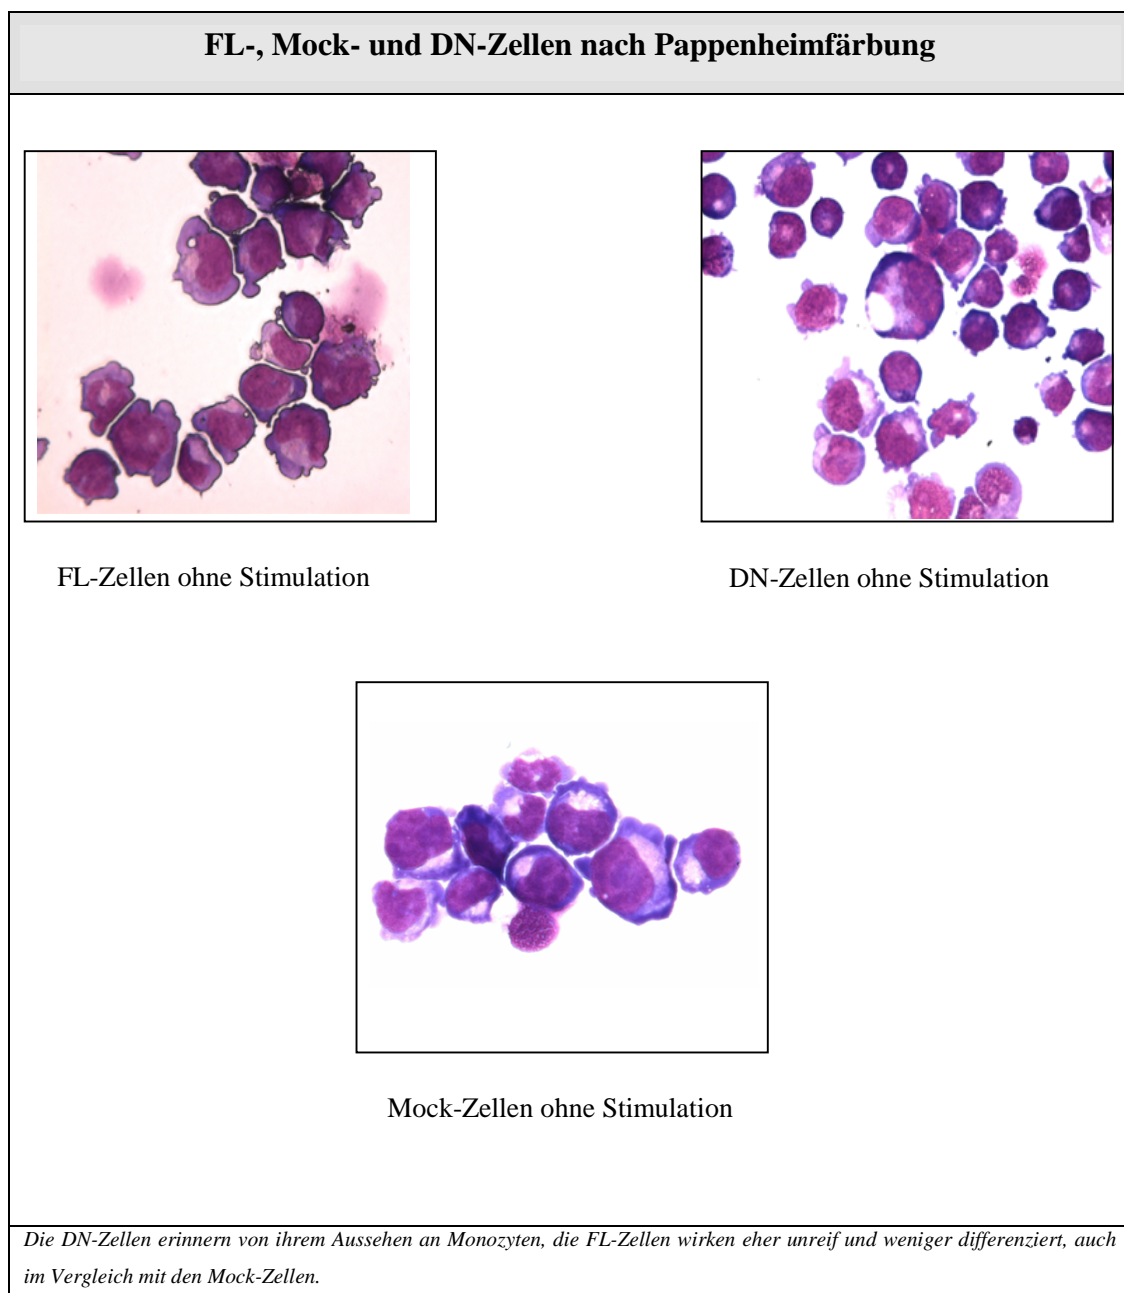 FL-, Mock- und DN-Zellen nach Pappenheimfärbung
FL-Zellen ohne Stimulation
DN-Zellen ohne Stimulation
Mock-Zellen ohne Stimulation
Die DN-Zellen erinnern von ihrem Aussehen an Monozyten, die FL-Zellen wirken eher unreif und weniger differenziert, auch
im Vergleich mit den Mock-Zellen.